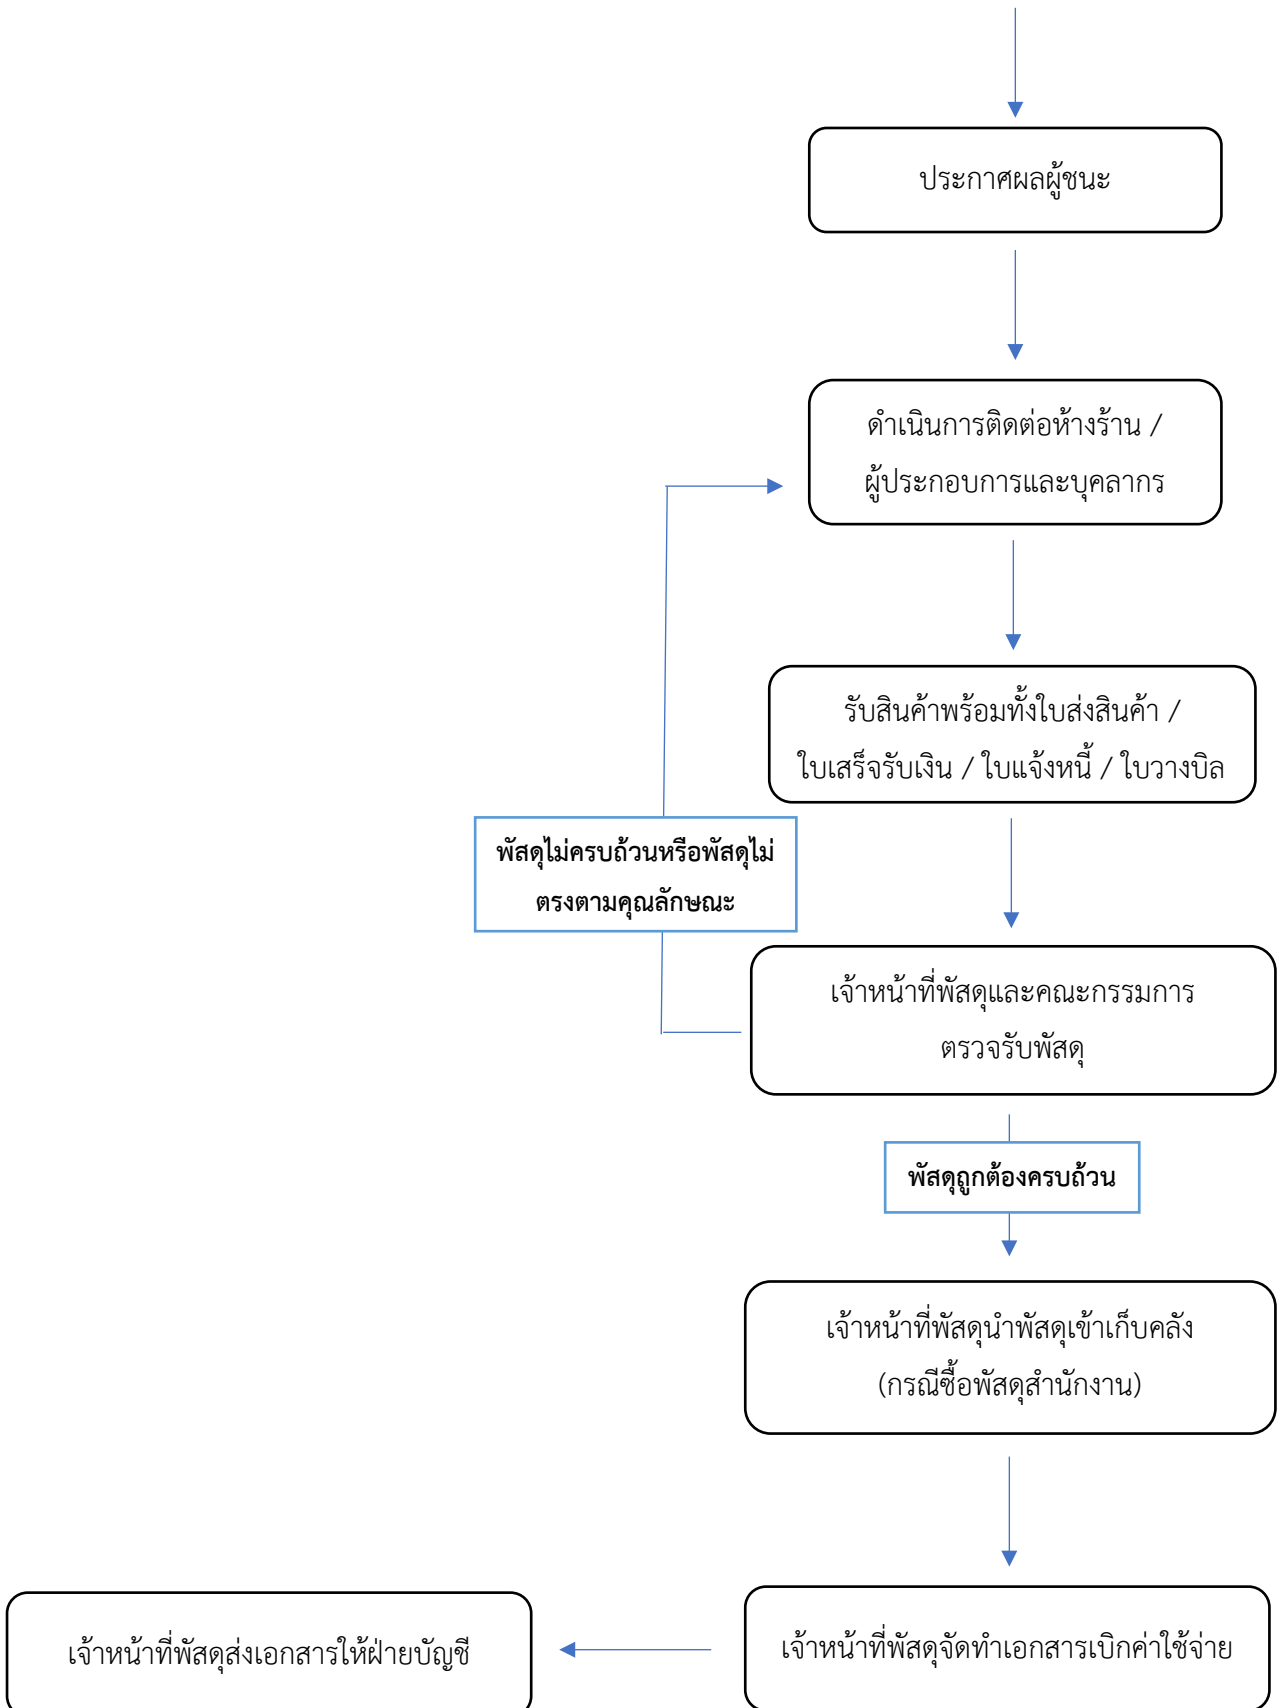 ประกาศผลผู้ชนะ
ดำเนินการติดต่อห้างร้าน /
ผู้ประกอบการและบุคลากร
รับสินค้าพร้อมทั้งใบส่งสินค้า /
ใบเสร็จรับเงิน / ใบแจ้งหนี้ / ใบวางบิล
พัสดุไม่ครบถ้วนหรือพัสดุไม่
ตรงตามคุณลักษณะ
เจ้าหน้าที่พัสดุและคณะกรรมการ
ตรวจรับพัสดุ
พัสดุถูกต้องครบถ้วน
เจ้าหน้าที่พัสดุนำพัสดุเข้าเก็บคลัง
(กรณีซื้อพัสดุสำนักงาน)
เจ้าหน้าที่พัสดุจัดทำเอกสารเบิกค่าใช้จ่าย
เจ้าหน้าที่พัสดุส่งเอกสารให้ฝ่ายบัญชี